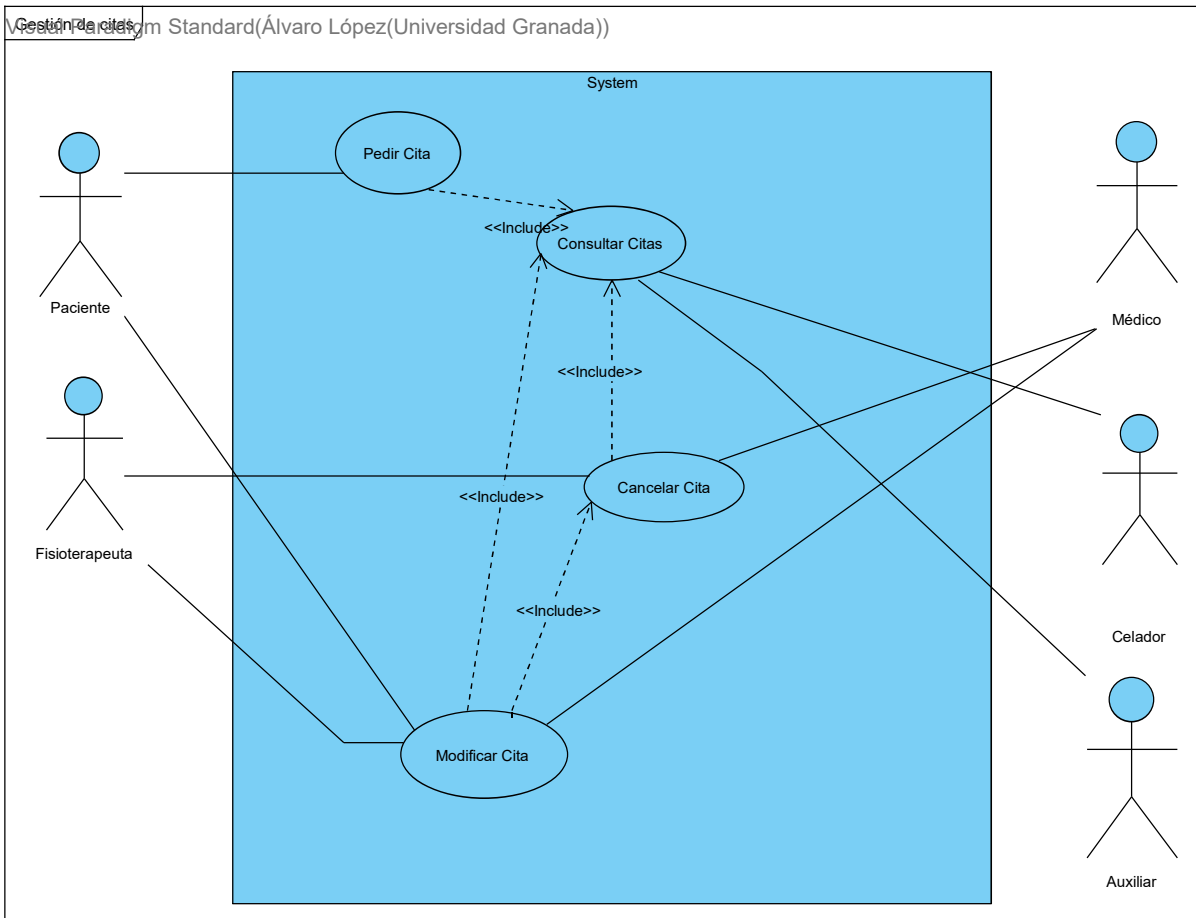 Gestión de citas
Visual Paradigm Standard(Álvaro López(Universidad Granada))
System
Pedir Cita
<<Include>>
Consultar Citas
Paciente
Médico
<<Include>>
Cancelar Cita
<<Include>>
Fisioterapeuta
<<Include>>
Celador
Modificar Cita
Auxiliar